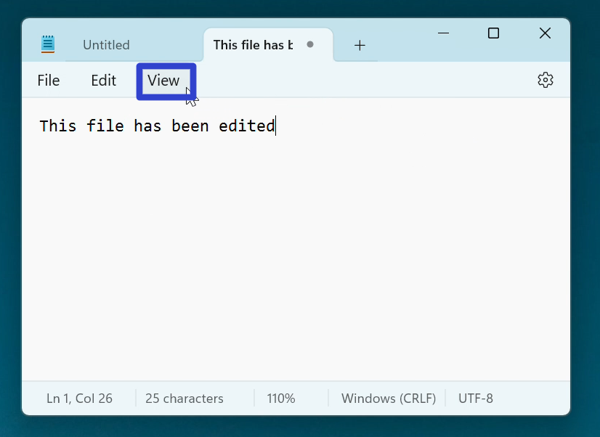 Untitled
This file has b
File Edit View
This file has been edited
Ln 1, Col 26 25 characters 110% Windows (CRLF) UTF-8